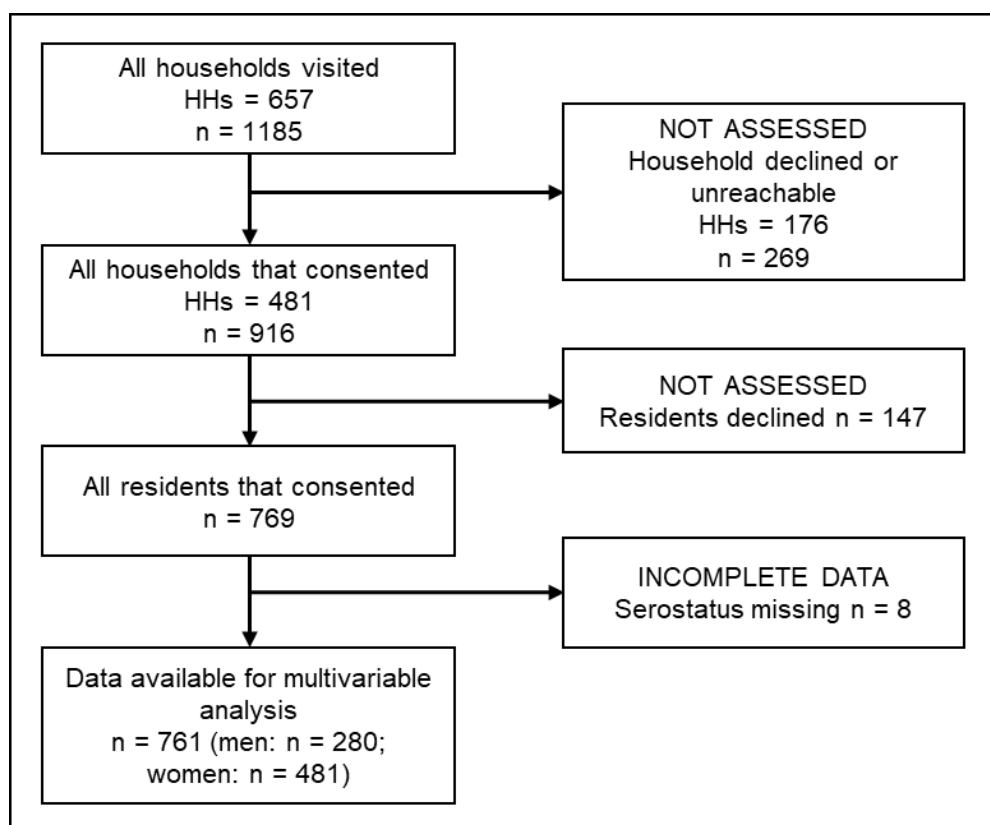 All households visited
HHs = 657
n = 1185
NOT ASSESSED
Household declined or
unreachable
HHs = 176
n = 269
All households that consented
HHs = 481
n = 916
NOT ASSESSED
Residents declined n = 147
All residents that consented
n = 769
INCOMPLETE DATA
Serostatus missing n = 8
Data available for multivariable
analysis
n = 761 (men: n = 280;
women: n = 481)